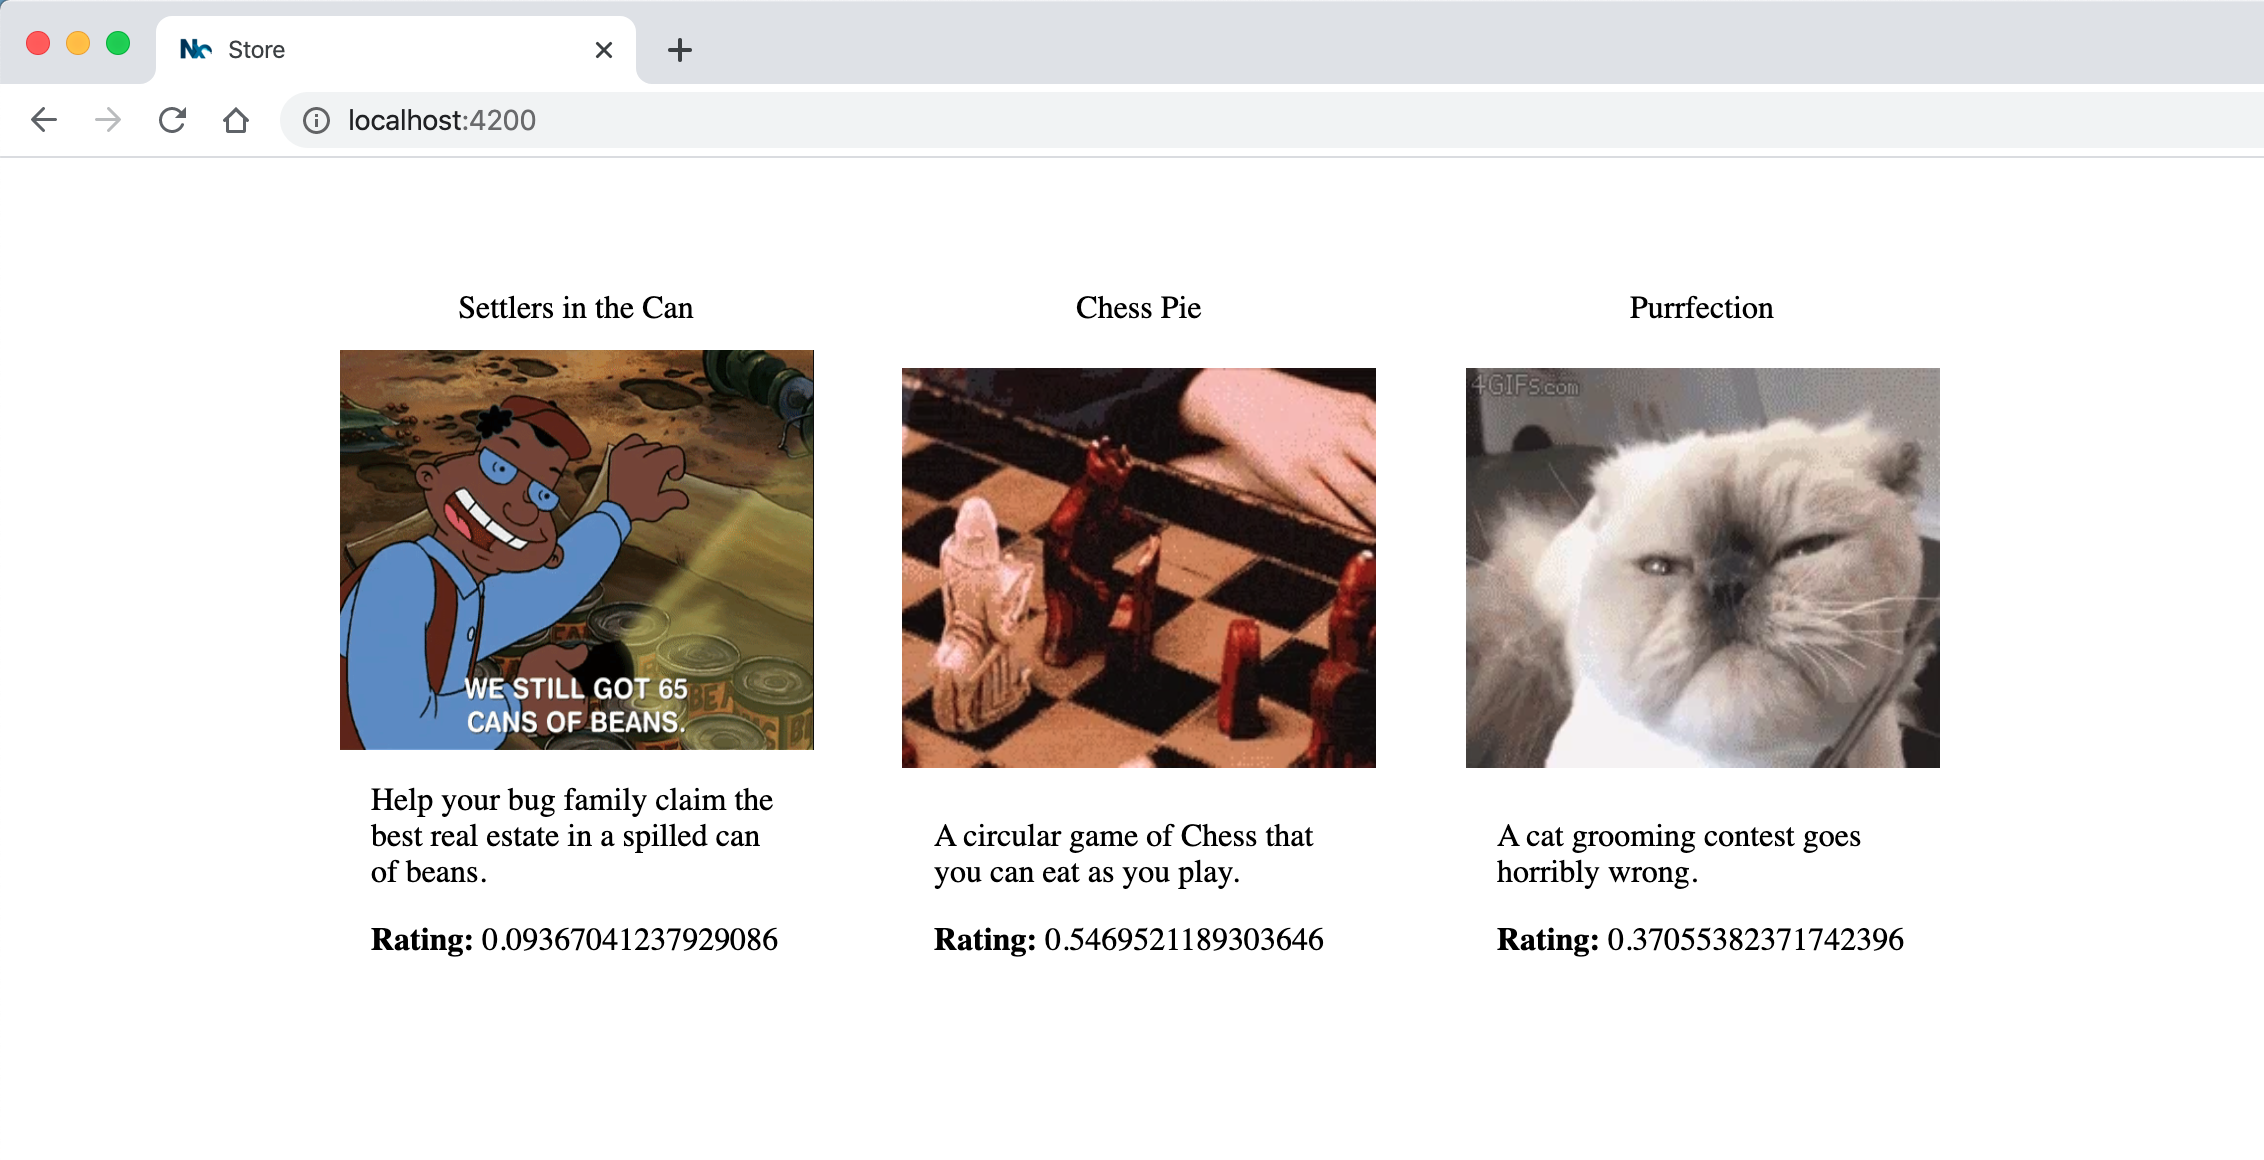 Store
localhost:4200
Settlers in the Can
Chess Pie
Purrfection
WE STILL GOT 65
CANS OF BEANS.
4GIFs.com
Help your bug family claim the
best real estate in a spilled can
of beans.
Rating: 0.09367041237929086
A circular game of Chess that
you can eat as you play.
Rating: 0.5469521189303646
A cat grooming contest goes
horribly wrong.
Rating: 0.37055382371742396